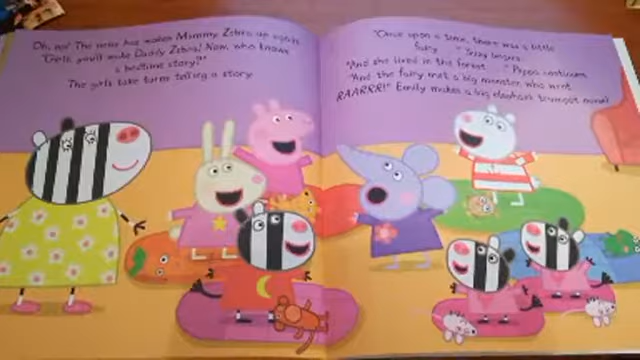 Oh, no! The noise has woken Mummy Zebra up again.
"Girls, you'll wake Daddy Zebra! Now, who knows
a bedtime story?"
The girls take turns telling a story.
"Once upon a time, there was a little
fairy . . ." Zuzy begins.
"And she lived in the forest . . ." Peppa continues.
"And the fairy met a big monster who went
RAARRR!" Emily makes a big elephant trumpet noise!